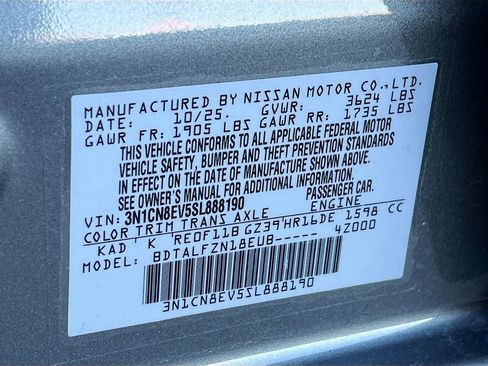 MANUFACTURED BY NISSAN MOTOR CO.,LTD.
DATE: 10/25. GVWR: 3624 LBS
GAWR FR: 1905 LBS GAWR RR: 1735 LBS
THIS VEHICLE CONFORMS TO ALL APPLICABLE FEDERAL MOTOR
VEHICLE SAFETY, BUMPER AND THEFT PREVENTION STANDARDS
IN EFFECT ON THE DATE OF MANUFACTURE SHOWN ABOVE.
SEE OWNER'S MANUAL FOR ADDITIONAL INFORMATION.
VIN: 3N1CN8EV5SL888190 PASSENGER CAR.
COLOR TRIM TRANS AXLE ENGINE
KAD ' K 'RE0F11B GZ39'HR16DE 1598 CC
MODEL: BDTALFZN18EUB----- 42000
3N1CN8EV5SL888190